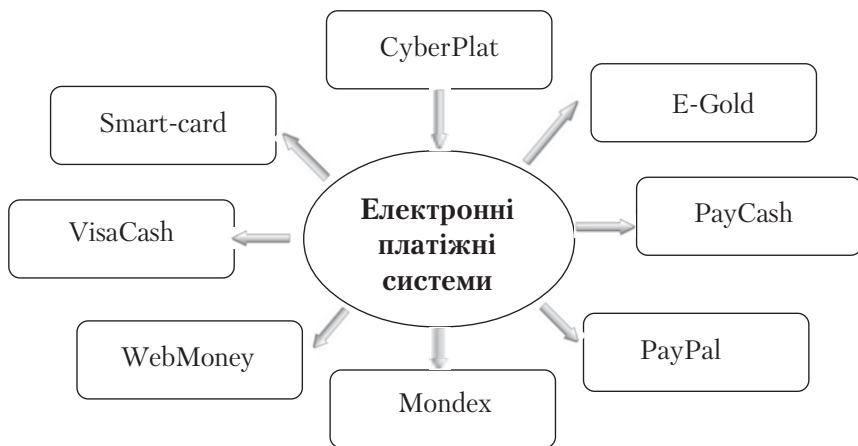 CyberPlat
E-Gold
Smart-card
PayCash
VisaCash
Електронні
платіжні
системи
WebMoney
PayPal
Mondex